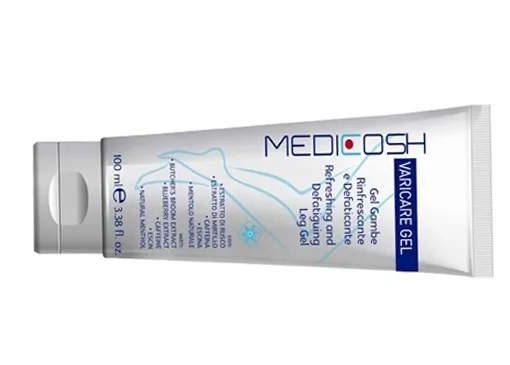 MEDICOSH
VARICARE GEL
Gel Gambe
Rinfrescante
e Defaticante
Refreshing and
Defatiguing
Leg Gel
con
• ESTRATTO DI RUSCO
• ESTRATTO DI MIRTILLO
• CAFFEINA
• ESCINA
• MENTOLO NATURALE
with
• BUTCHER'S BROOM EXTRACT
• BLUEBERRY EXTRACT
• CAFFEINE
• ESCIN
• NATURAL MENTHOL
100 ml ℮ 3.38 fl. oz.